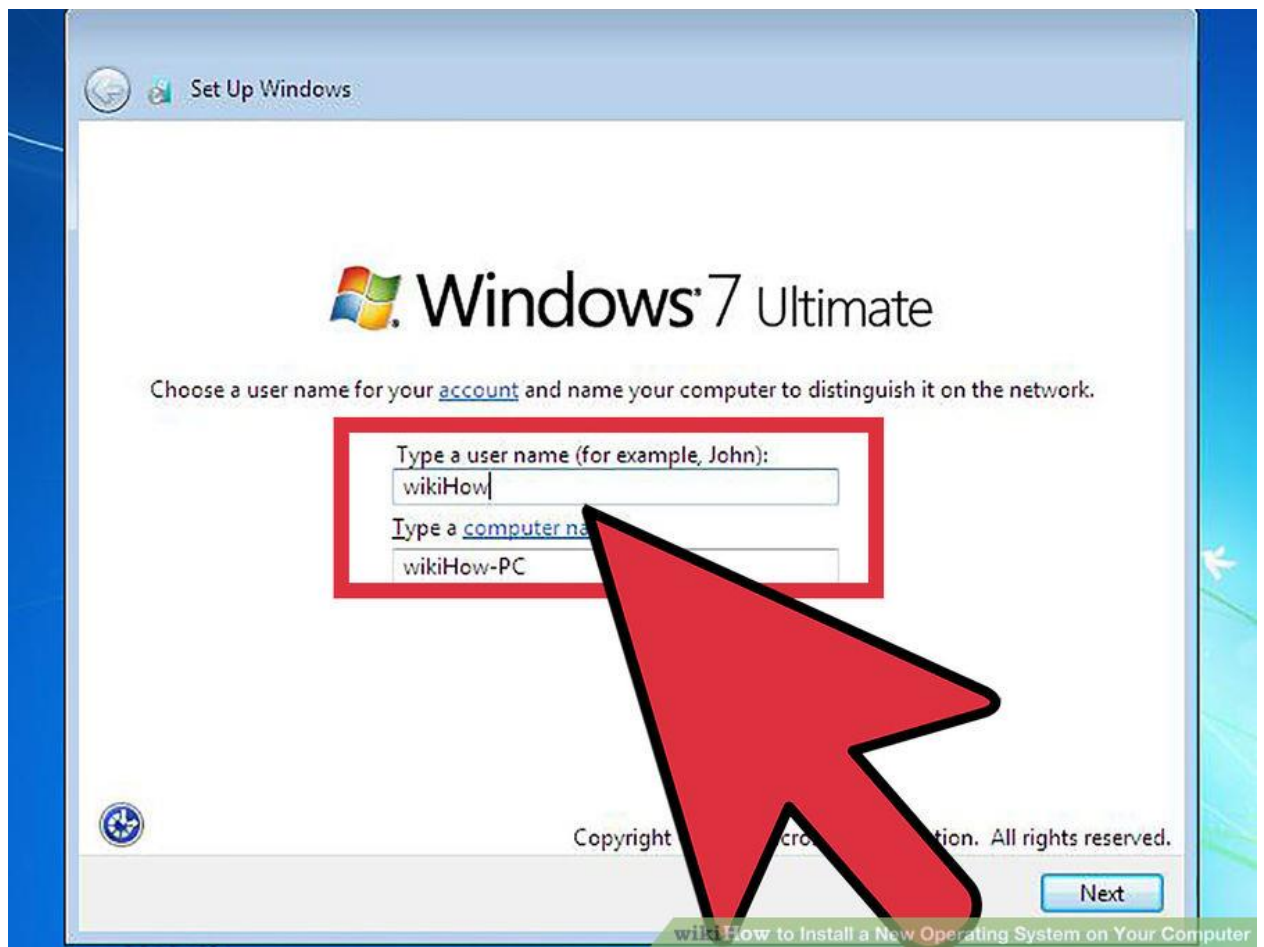 Set Up Windows
Windows 7 Ultimate
Choose a user name for your account and name your computer to distinguish it on the network.
Type a user name (for example, John):
wikiHow
Type a computer
wikiHow-PC
Copyright All rights reserved.
Next
wikiHow to Install a New Operating System on Your Computer